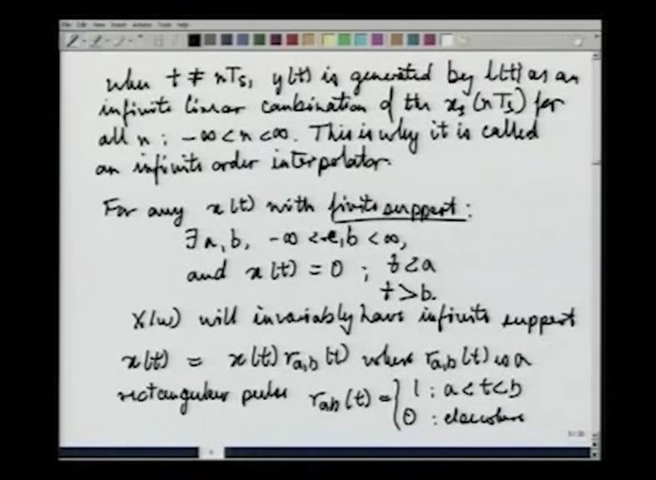 when t ≠ nTs, y(t) is generated by l(t) as an
infinite linear combination of the xs(nTs) for
all n ; -∞ < n < ∞. This is why it is called
an infinite order interpolator.
For any x(t) with finite support :
∃ a, b, -∞ < a, b < ∞,
and x(t) = 0 ; t < a
t > b.
X(w) will invariably have infinite support
x(t) = x(t) ra,b(t) where ra,b(t) is a
rectangular pulse rab(t) = { 1 : a < t < b
0 : elsewhere